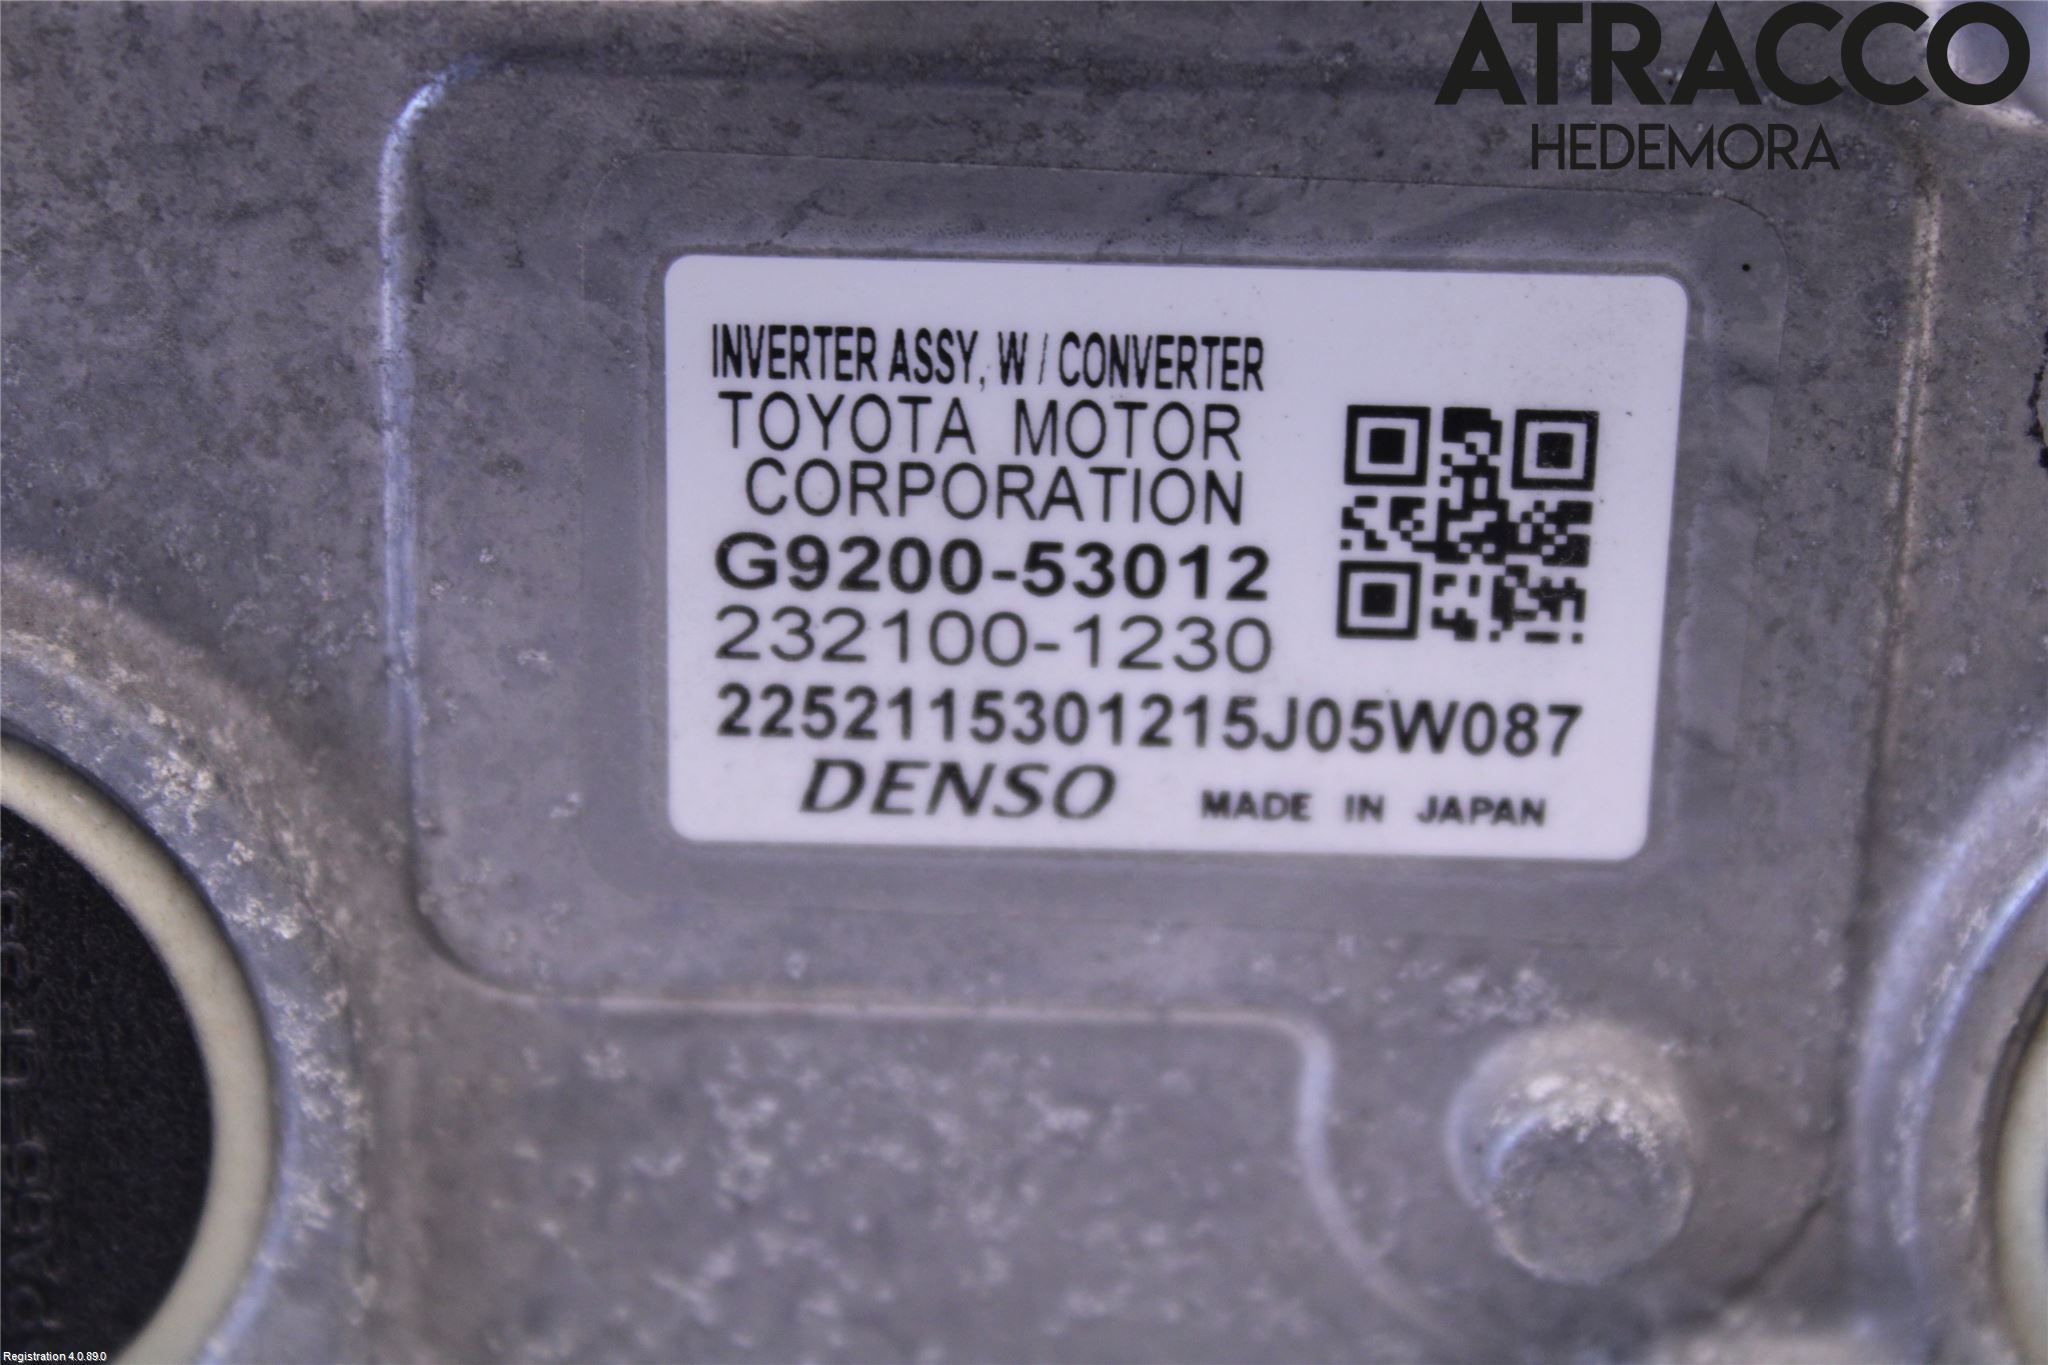 ATRACCO
HEDEMORA
INVERTER ASSY, W / CONVERTER
TOYOTA MOTOR
CORPORATION
G9200-53012
232100-1230
2252115301215J05W087
DENSO MADE IN JAPAN
Registration 4.0.89.0